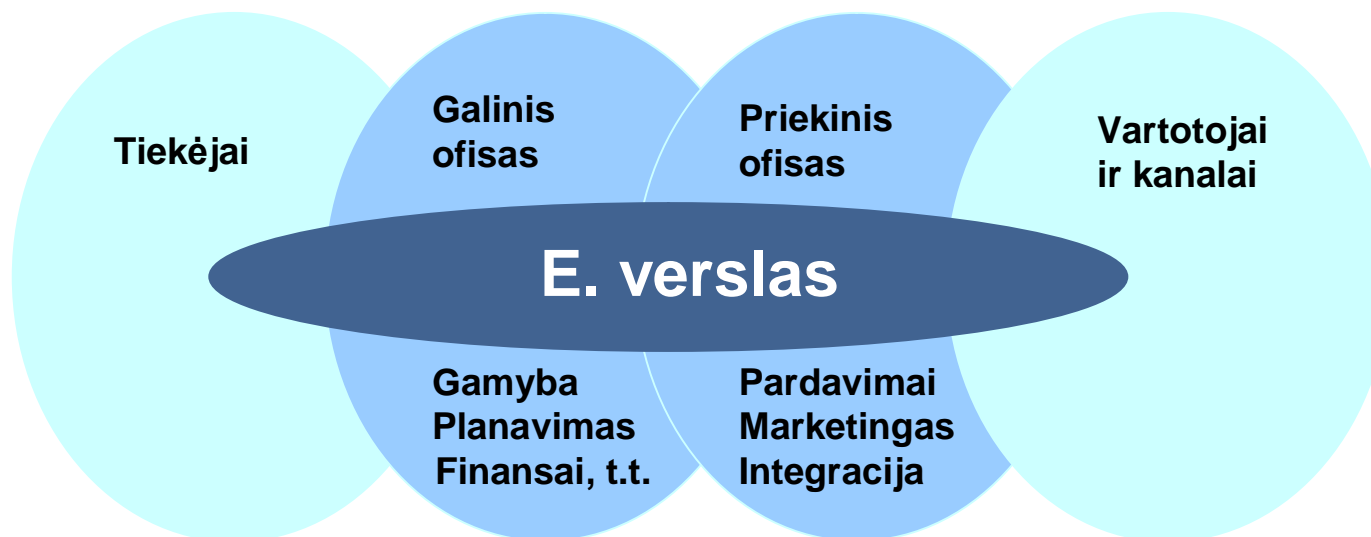 Tiekėjai
Galinis
ofisas
Priekinis
ofisas
Vartotojai
ir kanalai
E. verslas
Gamyba
Planavimas
Finansai, t.t.
Pardavimai
Marketingas
Integracija